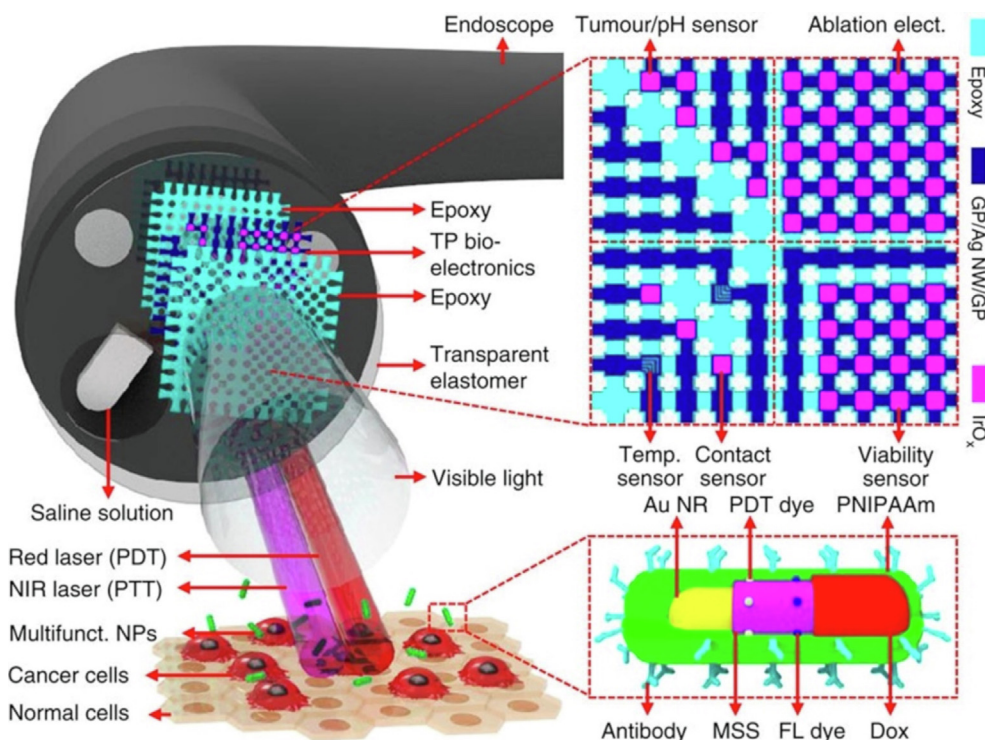 Endoscope
Tumour/pH sensor
Ablation elect.
Epoxy
GP/Ag NW/GP
IrOx
Epoxy
TP bio-
electronics
Epoxy
Transparent
elastomer
Visible light
Saline solution
Red laser (PDT)
NIR laser (PTT)
Multifunct. NPs
Cancer cells
Normal cells
Temp.
sensor
Contact
sensor
Viability
sensor
Au NR
PDT dye
PNIPAAm
Antibody
MSS
FL dye
Dox